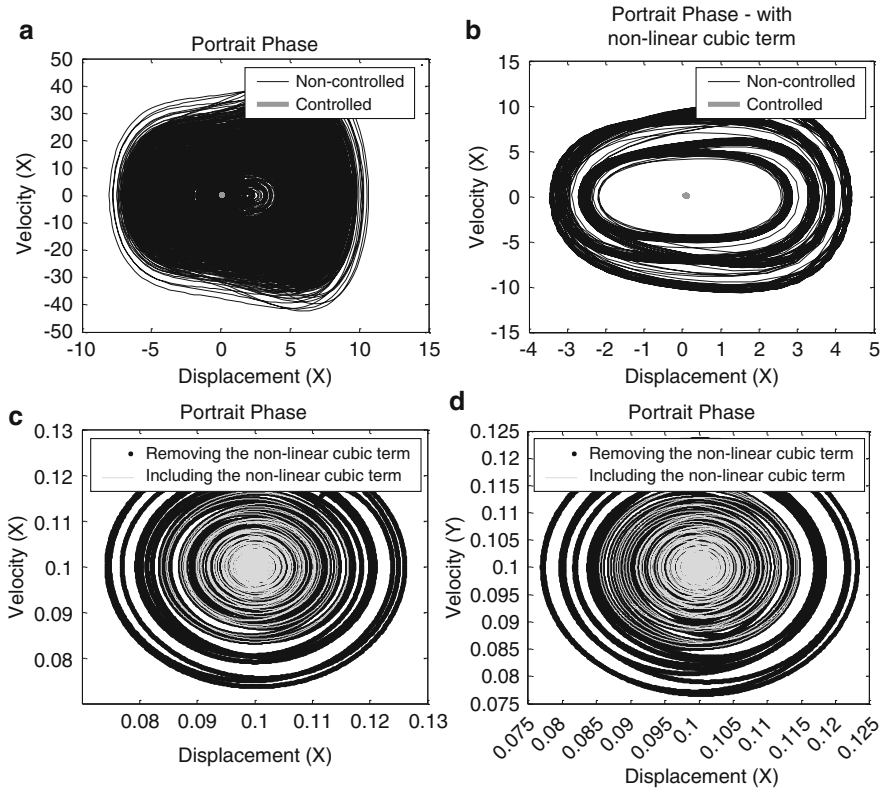 a
Portrait Phase
50
40
30
20
10
0
-10
-20
-30
-40
-50
Velocity (X)
Non-controlled
Controlled
-10
-5
0
5
10
15
Displacement (X)
b
Portrait Phase - with
non-linear cubic term
15
10
5
0
-5
-10
-15
Velocity (X)
Non-controlled
Controlled
-4
-3
-2
-1
0
1
2
3
4
5
Displacement (X)
c
Portrait Phase
0.13
0.12
0.11
0.1
0.09
0.08
Velocity (X)
Removing the non-linear cubic term
Including the non-linear cubic term
0.08
0.09
0.1
0.11
0.12
0.13
Displacement (X)
d
Portrait Phase
0.125
0.12
0.115
0.11
0.105
0.1
0.095
0.09
0.085
0.08
0.075
Velocity (Y)
Removing the non-linear cubic term
Including the non-linear cubic term
0.075
0.08
0.085
0.09
0.095
0.1
0.105
0.11
0.115
0.12
0.125
Displacement (X)